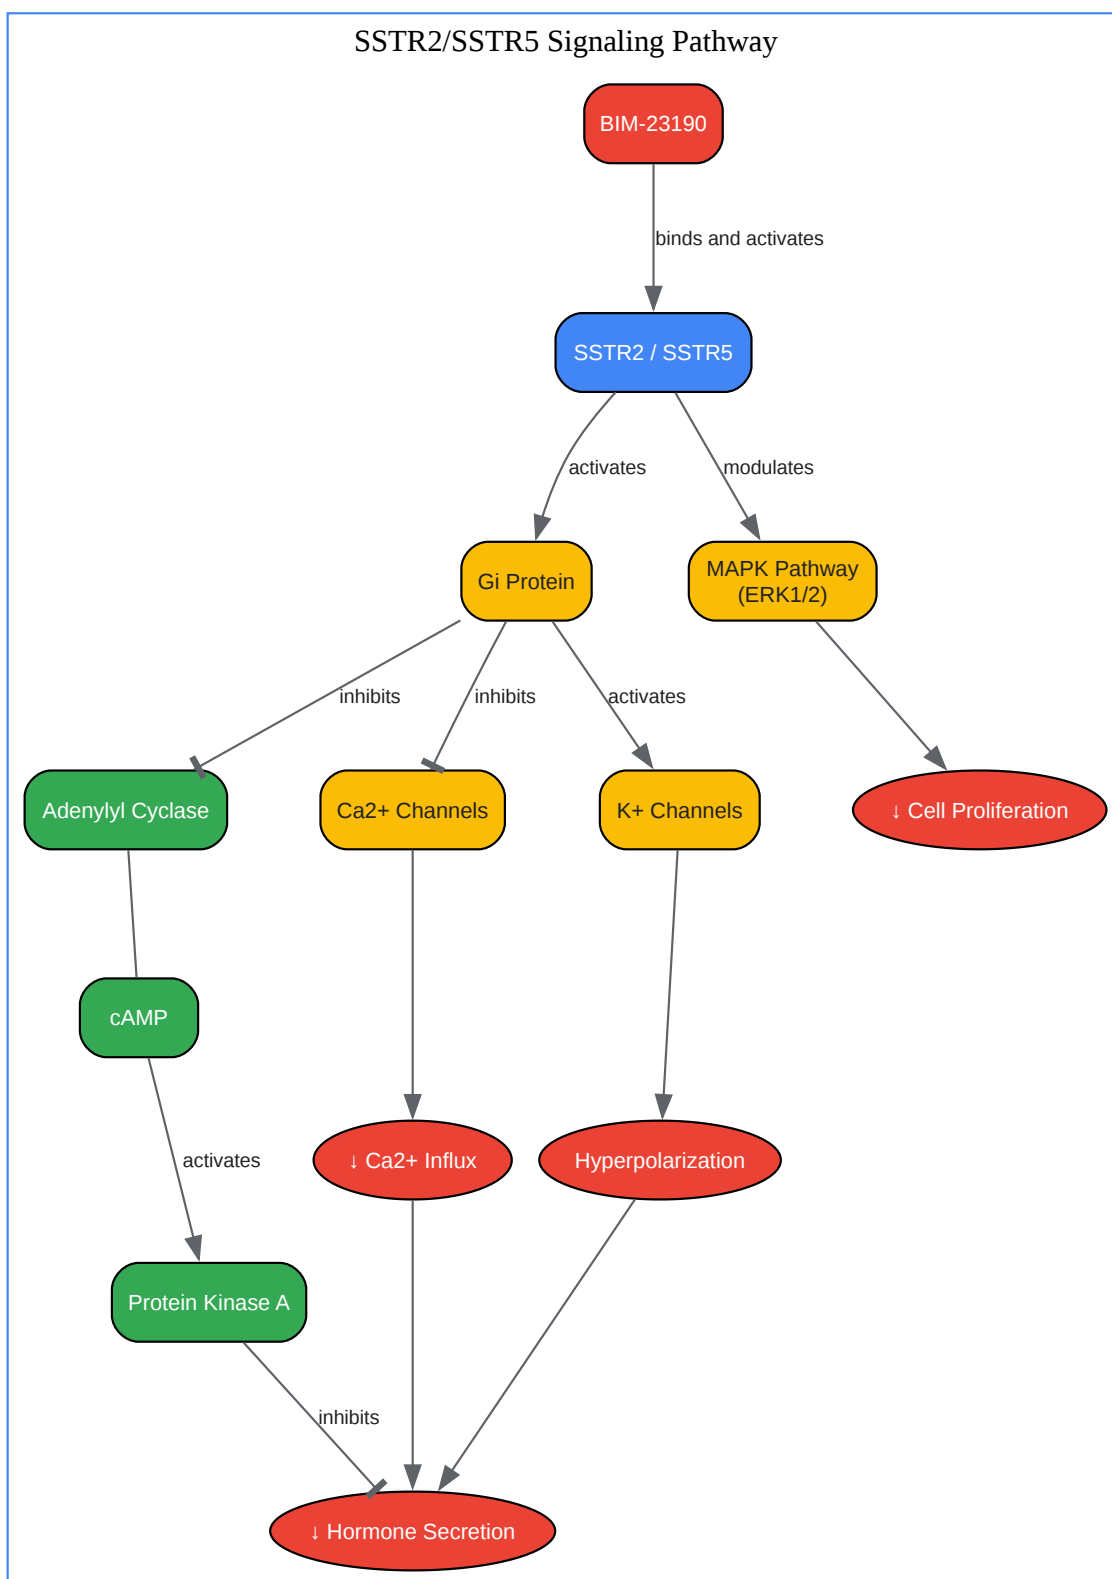 SSTR2/SSTR5 Signaling Pathway
BIM-23190
binds and activates
SSTR2 / SSTR5
activates
modulates
Gi Protein
MAPK Pathway
(ERK1/2)
inhibits
inhibits
activates
Adenylyl Cyclase
Ca2+ Channels
K+ Channels
↓ Cell Proliferation
cAMP
activates
↓ Ca2+ Influx
Hyperpolarization
Protein Kinase A
inhibits
↓ Hormone Secretion